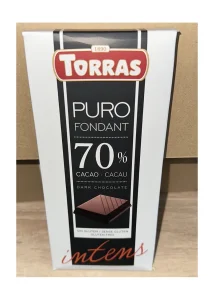 1890
TORRAS
PURO
FONDANT
70%
CACAO / CACAU
DARK CHOCOLATE
intens